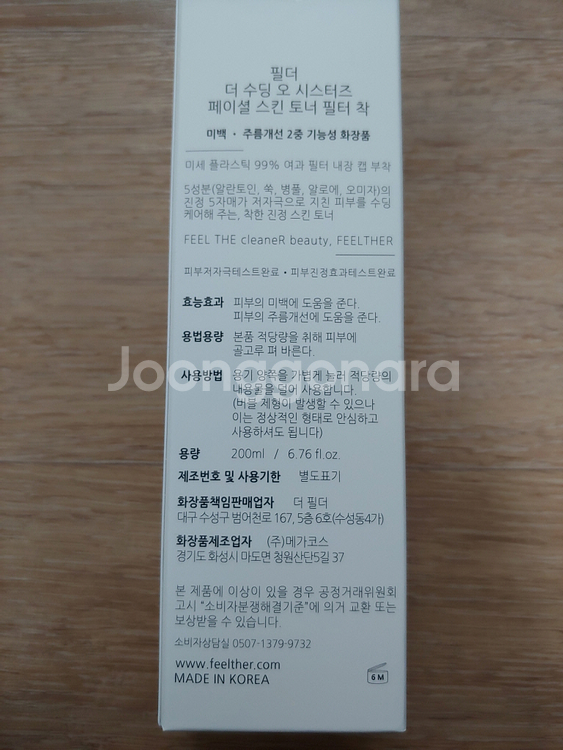 필더
더 수딩 오 시스터즈
페이셜 스킨 토너 필터 착
미백 · 주름개선 2중 기능성 화장품
미세 플라스틱 99% 여과 필터 내장 캡 부착
5성분(알란토인, 쑥, 병풀, 알로에, 오미자)의
진정 5자매가 저자극으로 지친 피부를 수딩
케어해 주는, 착한 진정 스킨 토너
FEEL THE cleaneR beauty, FEELTHER
피부저자극테스트완료 · 피부진정효과테스트완료
효능효과 피부의 미백에 도움을 준다.
피부의 주름개선에 도움을 준다.
용법용량 본품 적당량을 취해 피부에
골고루 펴 바른다.
사용방법 용기 양쪽을 가볍게 눌러 적당량의
내용물을 덜어 사용합니다.
(버블 제형이 발생할 수 있으나
이는 정상적인 형태로 안심하고
사용하셔도 됩니다)
Joonggonara
용량 200ml / 6.76 fl.oz.
제조번호 및 사용기한 별도표기
화장품책임판매업자 더 필더
대구 수성구 범어천로 167, 5층 6호(수성동4가)
화장품제조업자 (주)메가코스
경기도 화성시 마도면 청원산단5길 37
본 제품에 이상이 있을 경우 공정거래위원회
고시 "소비자분쟁해결기준"에 의거 교환 또는
보상받을 수 있습니다.
소비자상담실 0507-1379-9732
www.feelther.com
MADE IN KOREA
6 M